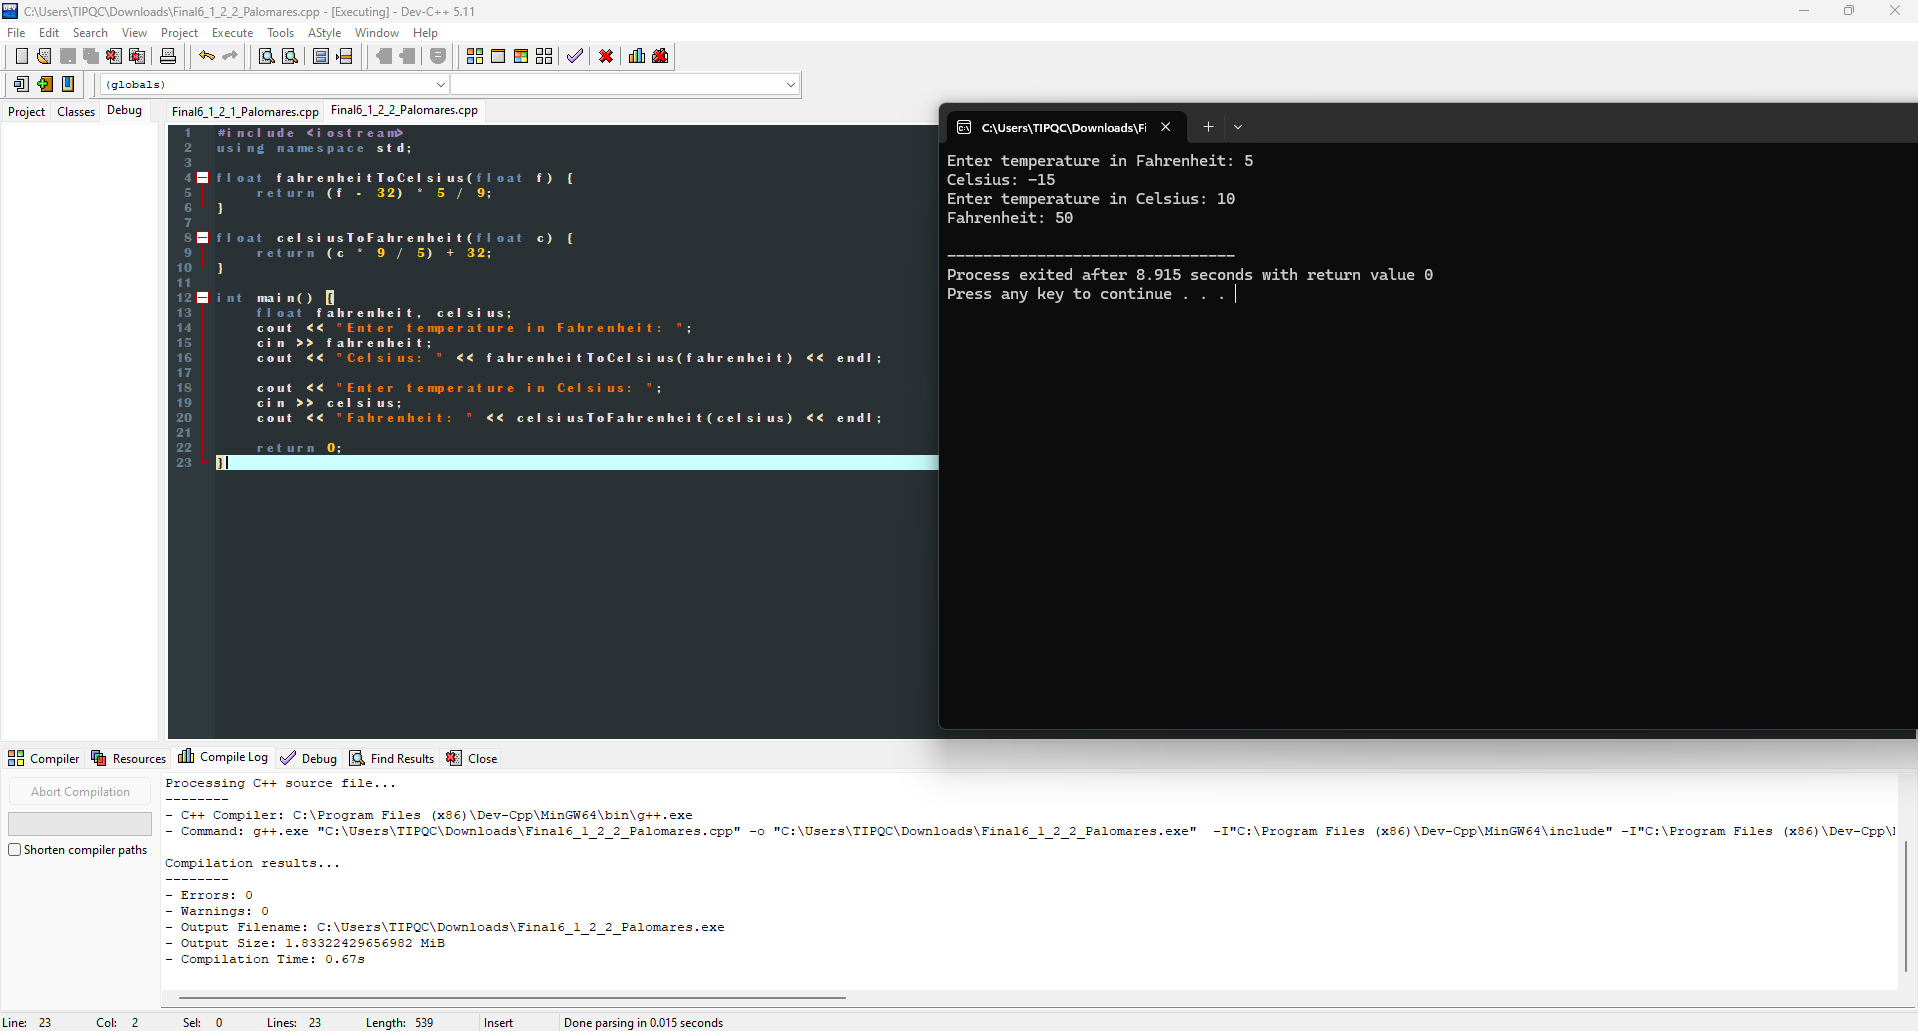 C:\Users\TIPQC\Downloads\Final6_1_2_2_Palomares.cpp - [Executing] - Dev-C++ 5.11
File Edit Search View Project Execute Tools AStyle Window Help
(globals)
Project Classes Debug
Final6_1_2_1_Palomares.cpp Final6_1_2_2_Palomares.cpp
1 #include <iostream>
2 using namespace std;
3
4 float fahrenheitToCelsius(float f) {
5 return (f - 32) * 5 / 9;
6 }
7
8 float celsiusToFahrenheit(float c) {
9 return (c * 9 / 5) + 32;
10 }
11
12 int main() {
13 float fahrenheit, celsius;
14 cout << "Enter temperature in Fahrenheit: ";
15 cin >> fahrenheit;
16 cout << "Celsius: " << fahrenheitToCelsius(fahrenheit) << endl;
17
18 cout << "Enter temperature in Celsius: ";
19 cin >> celsius;
20 cout << "Fahrenheit: " << celsiusToFahrenheit(celsius) << endl;
21
22 return 0;
23 }
C:\Users\TIPQC\Downloads\Fi
Enter temperature in Fahrenheit: 5
Celsius: -15
Enter temperature in Celsius: 10
Fahrenheit: 50
--------------------------------
Process exited after 8.915 seconds with return value 0
Press any key to continue . . .
Compiler Resources Compile Log Debug Find Results Close
Abort Compilation
Shorten compiler paths
Processing C++ source file...
--------
- C++ Compiler: C:\Program Files (x86)\Dev-Cpp\MinGW64\bin\g++.exe
- Command: g++.exe "C:\Users\TIPQC\Downloads\Final6_1_2_2_Palomares.cpp" -o "C:\Users\TIPQC\Downloads\Final6_1_2_2_Palomares.exe" -I"C:\Program Files (x86)\Dev-Cpp\MinGW64\include" -I"C:\Program Files (x86)\Dev-Cpp\
Compilation results...
--------
- Errors: 0
- Warnings: 0
- Output Filename: C:\Users\TIPQC\Downloads\Final6_1_2_2_Palomares.exe
- Output Size: 1.83322429656982 MiB
- Compilation Time: 0.67s
Line: 23 Col: 2 Sel: 0 Lines: 23 Length: 539 Insert Done parsing in 0.015 seconds